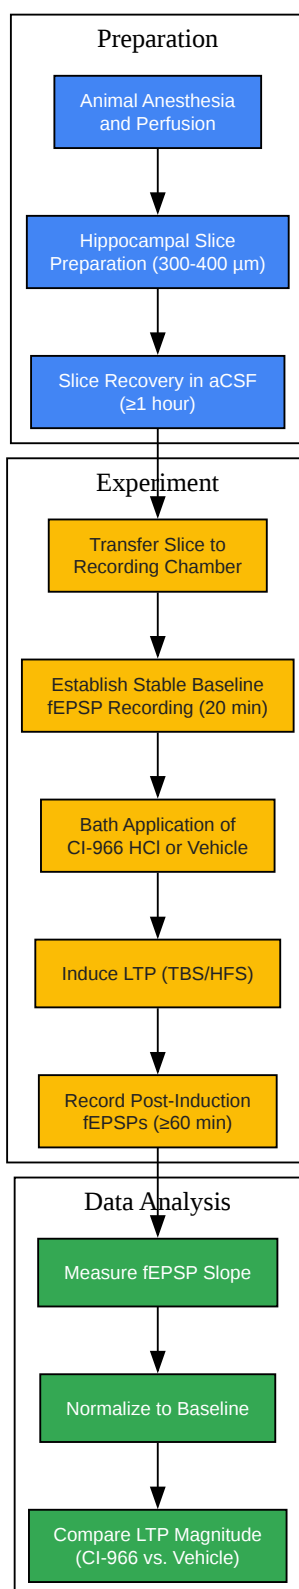 Preparation
Animal Anesthesia
and Perfusion
Hippocampal Slice
Preparation (300-400 µm)
Slice Recovery in aCSF
(≥1 hour)
Experiment
Transfer Slice to
Recording Chamber
Establish Stable Baseline
fEPSP Recording (20 min)
Bath Application of
CI-966 HCl or Vehicle
Induce LTP (TBS/HFS)
Record Post-Induction
fEPSPs (≥60 min)
Data Analysis
Measure fEPSP Slope
Normalize to Baseline
Compare LTP Magnitude
(CI-966 vs. Vehicle)